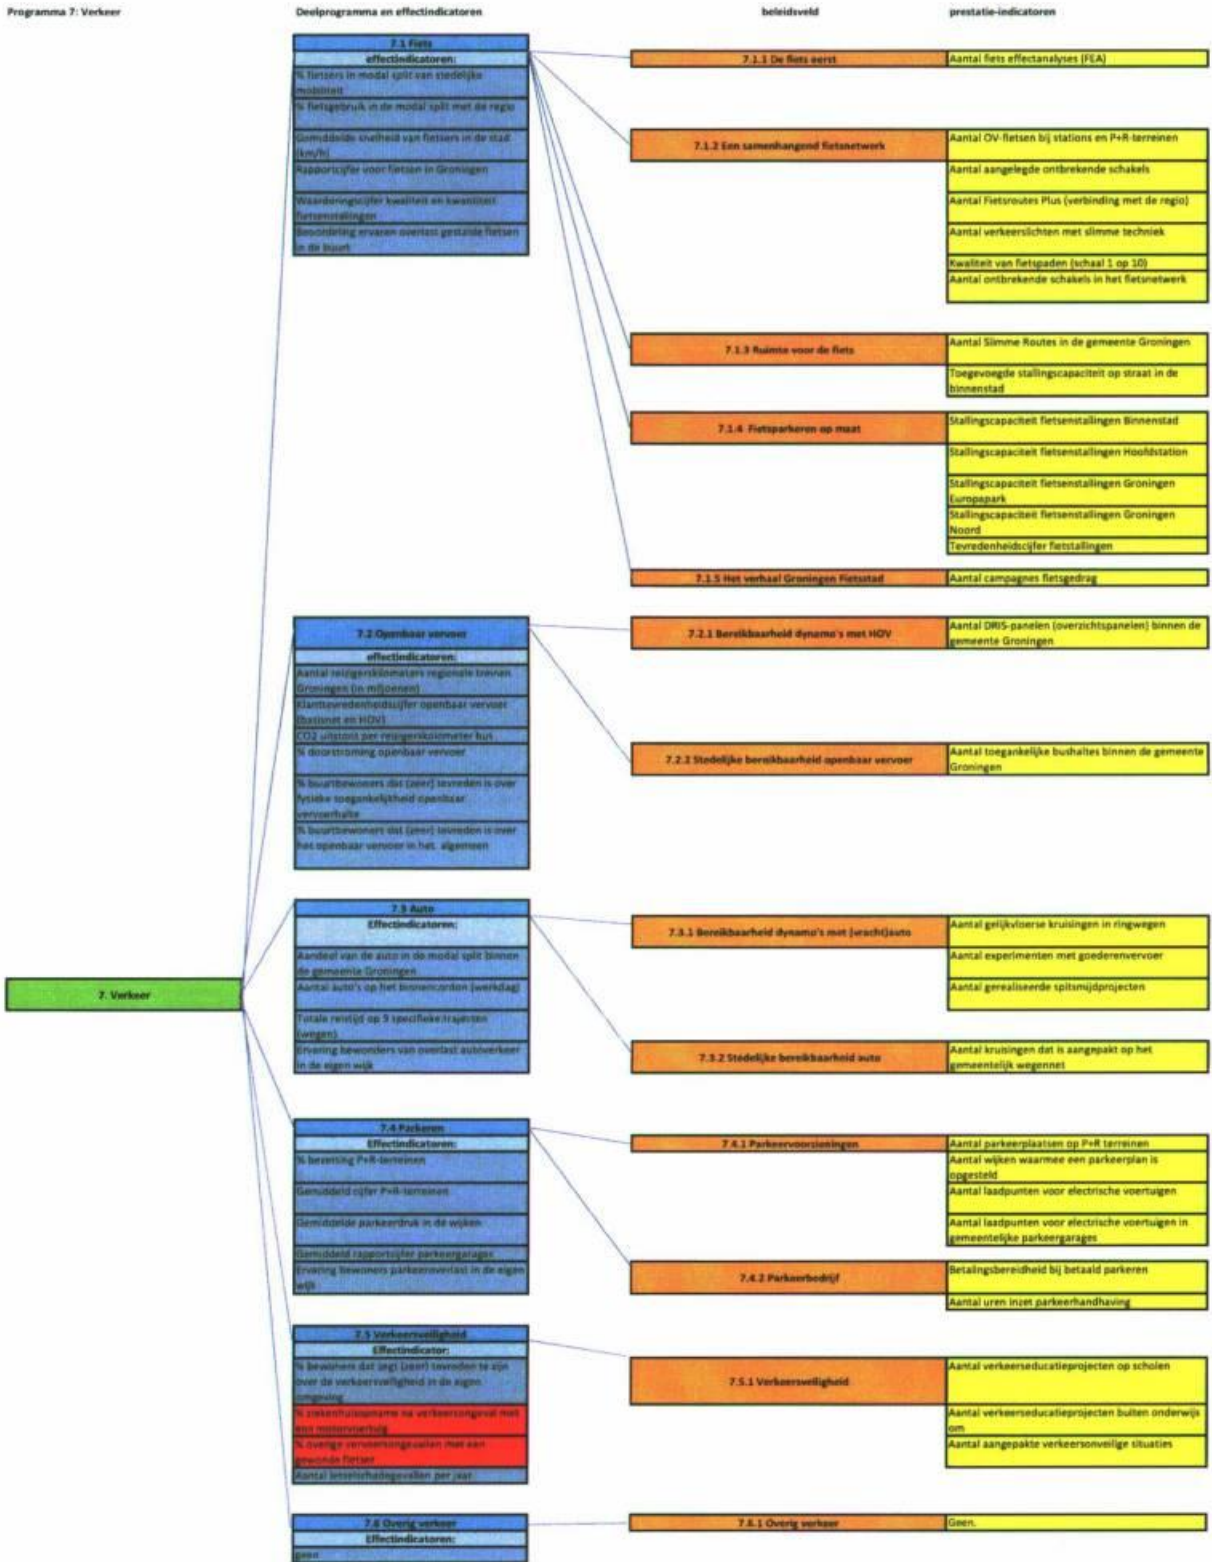 Programma 7: Verkeer
Deelprogramma en effectindicatoren
beleidsveld
prestatie-indicatoren
7.1 Fiets
effectindicatoren:
% fietsers in modal split van stedelijke
mobiliteit
% fietsgebruik in de modal split met de regio
Gemiddelde snelheid van fietsers in de stad
(km/h)
Rapportcijfer voor fietsen in Groningen
Waarderingscijfer kwaliteit en kwantiteit
fietsenstallingen
Beoordeling ervaren overlast gestalde fietsen
in de buurt
7.1.1 De fiets eerst
Aantal fiets effectanalyses (FEA)
7.1.2 Een samenhangend fietsnetwerk
Aantal OV-fietsen bij stations en P+R-terreinen
Aantal aangelegde ontbrekende schakels
Aantal Fietsroutes Plus (verbinding met de regio)
Aantal verkeerslichten met slimme techniek
Kwaliteit van fietspaden (schaal 1 op 10)
Aantal ontbrekende schakels in het fietsnetwerk
7.1.3 Ruimte voor de fiets
Aantal Slimme Routes in de gemeente Groningen
Toegevoegde stallingscapaciteit op straat in de
binnenstad
7.1.4 Fietsparkeren op maat
Stallingscapaciteit fietsenstallingen Binnenstad
Stallingscapaciteit fietsenstallingen Hoofdstation
Stallingscapaciteit fietsenstallingen Groningen
Europapark
Stallingscapaciteit fietsenstallingen Groningen
Noord
Tevredenheidscijfer fietstallingen
7.1.5 Het verhaal Groningen Fietsstad
Aantal campagnes fietsgedrag
7.2 Openbaar vervoer
effectindicatoren:
Aantal reizigerskilometers regionale treinen
Groningen (in miljoenen)
Klanttevredenheidscijfer openbaar vervoer
(basisnet en HOV)
CO2 uitstoot per reizigerskolometer bus
% doorstroming openbaar vervoer
% buurtbewoners dat (zeer) tevreden is over
fysieke toegankelijkheid openbaar
vervoerhalte
% buurtbewoners dat (zeer) tevreden is over
het openbaar vervoer in het algemeen
7.2.1 Bereikbaarheid dynamo's met HOV
Aantal DRIS-panelen (overzichtspanelen) binnen de
gemeente Groningen
7.2.2 Stedelijke bereikbaarheid openbaar vervoer
Aantal toegankelijke bushaltes binnen de gemeente
Groningen
7. Verkeer
7.3 Auto
Effectindicatoren:
Aandeel van de auto in de modal split binnen
de gemeente Groningen
Aantal auto's op het binnencordon (werkdag)
Totale reistijd op 9 specifieke trajecten
(wegen)
Ervaring bewonders van overlast autoverkeer
in de eigen wijk
7.3.1 Bereikbaarheid dynamo's met (vracht)auto
Aantal gelijkvloerse kruisingen in ringwegen
Aantal experimenten met goederenvervoer
Aantal gerealiseerde spitsmijdprojecten
7.3.2 Stedelijke bereikbaarheid auto
Aantal kruisingen dat is aangepakt op het
gemeentelijk wegennet
7.4 Parkeren
Effectindicatoren:
% bezetting P+R-terreinen
Gemiddeld cijfer P+R-terreinen
Gemiddelde parkeerdruk in de wijken
Gemiddeld rapportcijfer parkeergarages
Ervaring bewoners parkeeroverlast in de eigen
wijk
7.4.1 Parkeervoorzieningen
Aantal parkeerplaatsen op P+R terreinen
Aantal wijken waarmee een parkeerplan is
opgesteld
Aantal laadpunten voor electrische voertuigen
Aantal laadpunten voor electrische voertuigen in
gemeentelijke parkeergarages
7.4.2 Parkeerbedrijf
Betalingsbereidheid bij betaald parkeren
Aantal uren inzet parkeerhandhaving
7.5 Verkeersveiligheid
Effectindicator:
% bewoners dat zegt (zeer) tevreden te zijn
over de verkeersveiligheid in de eigen
omgeving
% ziekenhuisopname na verkeersongeval met
een motorvoertuig
% overige vervoersongevallen met een
gewonde fietser
Aantal letselschadegevallen per jaar
7.5.1 Verkeersveiligheid
Aantal verkeerseducatieprojecten op scholen
Aantal verkeerseducatieprojecten buiten onderwijs
om
Aantal aangepakte verkeersonveilige situaties
7.6 Overig verkeer
Effectindicatoren:
geen
7.6.1 Overig verkeer
Geen.